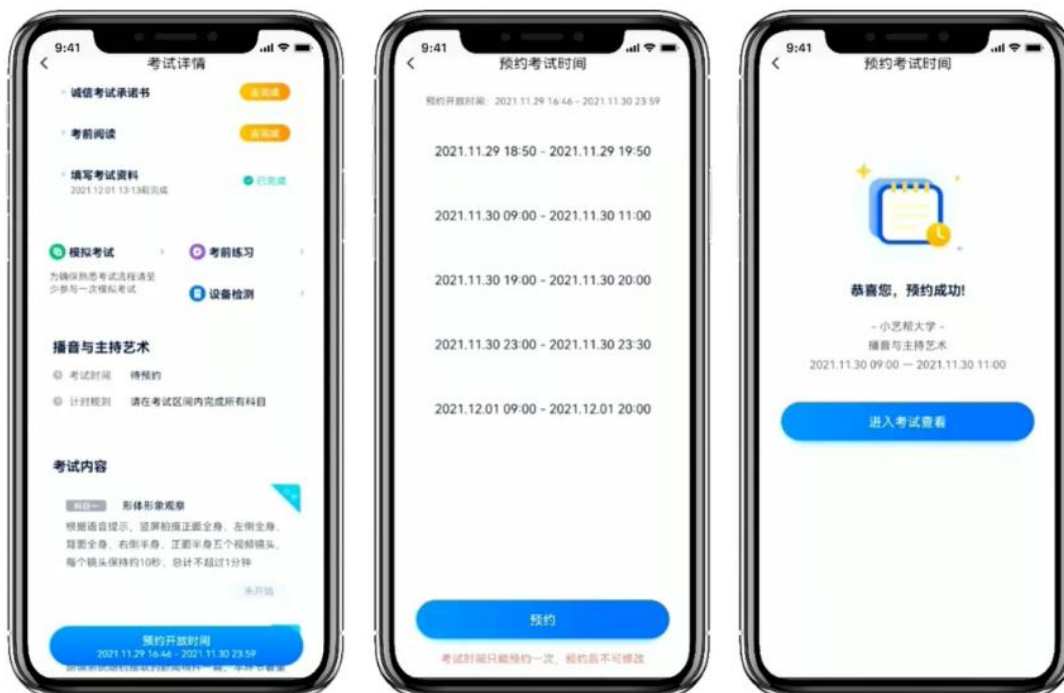 9:41
考试详情
诚信考试承诺书
去完成
考前阅读
去完成
填写考试资料
2021.12.01 13:13前完成
已完成
模拟考试
考前练习
为确保熟悉考试流程请至
少参与一次模拟考试
设备检测
播音与主持艺术
考试时间 待预约
计时规则 请在考试区间内完成所有科目
考试内容
科目一 形体形象观察
根据语音提示，竖屏拍摄正面全身、左侧全身、
背面全身、右侧半身、正面半身五个视频镜头，
每个镜头保持约10秒，总计不超过1分钟
未开始
预约开放时间
2021.11.29 16:46 - 2021.11.30 23:59
9:41
预约考试时间
预约开放时间：2021.11.29 16:46 - 2021.11.30 23:59
2021.11.29 18:50 - 2021.11.29 19:50
2021.11.30 09:00 - 2021.11.30 11:00
2021.11.30 19:00 - 2021.11.30 20:00
2021.11.30 23:00 - 2021.11.30 23:30
2021.12.01 09:00 - 2021.12.01 20:00
预约
考试时间只能预约一次，预约后不可修改
9:41
预约考试时间
恭喜您，预约成功!
- 小艺帮大学 -
播音与主持艺术
2021.11.30 09:00 — 2021.11.30 11:00
进入考试查看